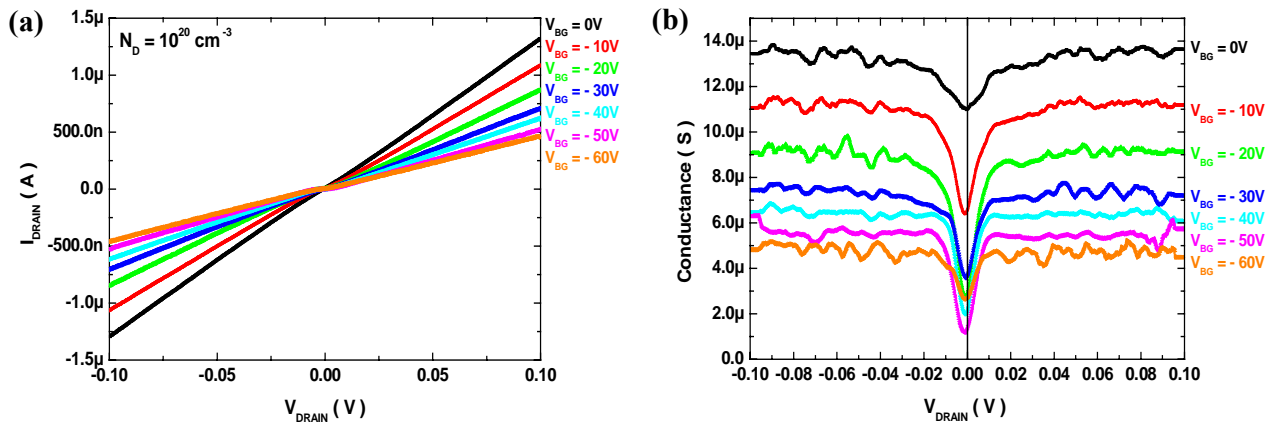 (a)
N_D = 10^20 cm^-3
1.5µ
1.0µ
500.0n
0.0
-500.0n
-1.0µ
-1.5µ
I_DRAIN ( A )
-0.10
-0.05
0.00
0.05
0.10
V_DRAIN ( V )
V_BG = 0V
V_BG = - 10V
V_BG = - 20V
V_BG = - 30V
V_BG = - 40V
V_BG = - 50V
V_BG = - 60V
(b)
14.0µ
12.0µ
10.0µ
8.0µ
6.0µ
4.0µ
2.0µ
0.0
Conductance ( S )
-0.10
-0.08
-0.06
-0.04
-0.02
0.00
0.02
0.04
0.06
0.08
0.10
V_DRAIN ( V )
V_BG = 0V
V_BG = - 10V
V_BG = - 20V
V_BG = - 30V
V_BG = - 40V
V_BG = - 50V
V_BG = - 60V